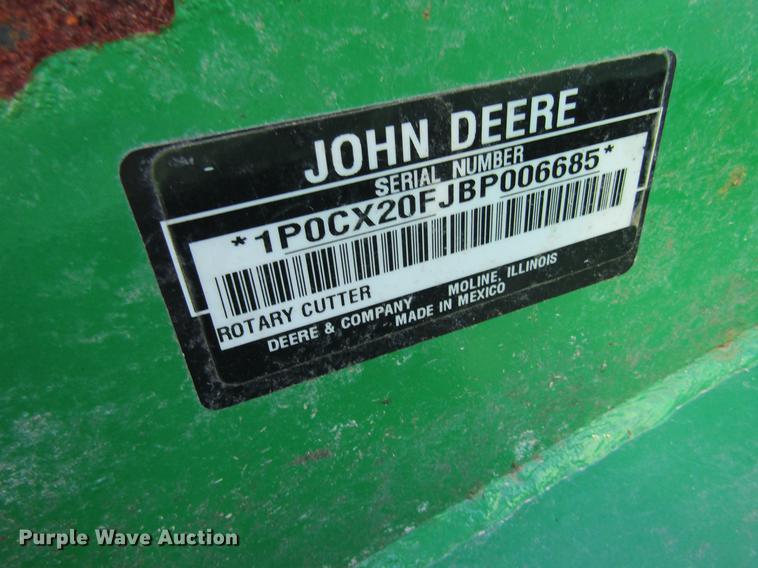 JOHN DEERE
SERIAL NUMBER
*1P0CX20FJBP006685*
ROTARY CUTTER
DEERE & COMPANY MOLINE, ILLINOIS
MADE IN MEXICO
Purple Wave Auction